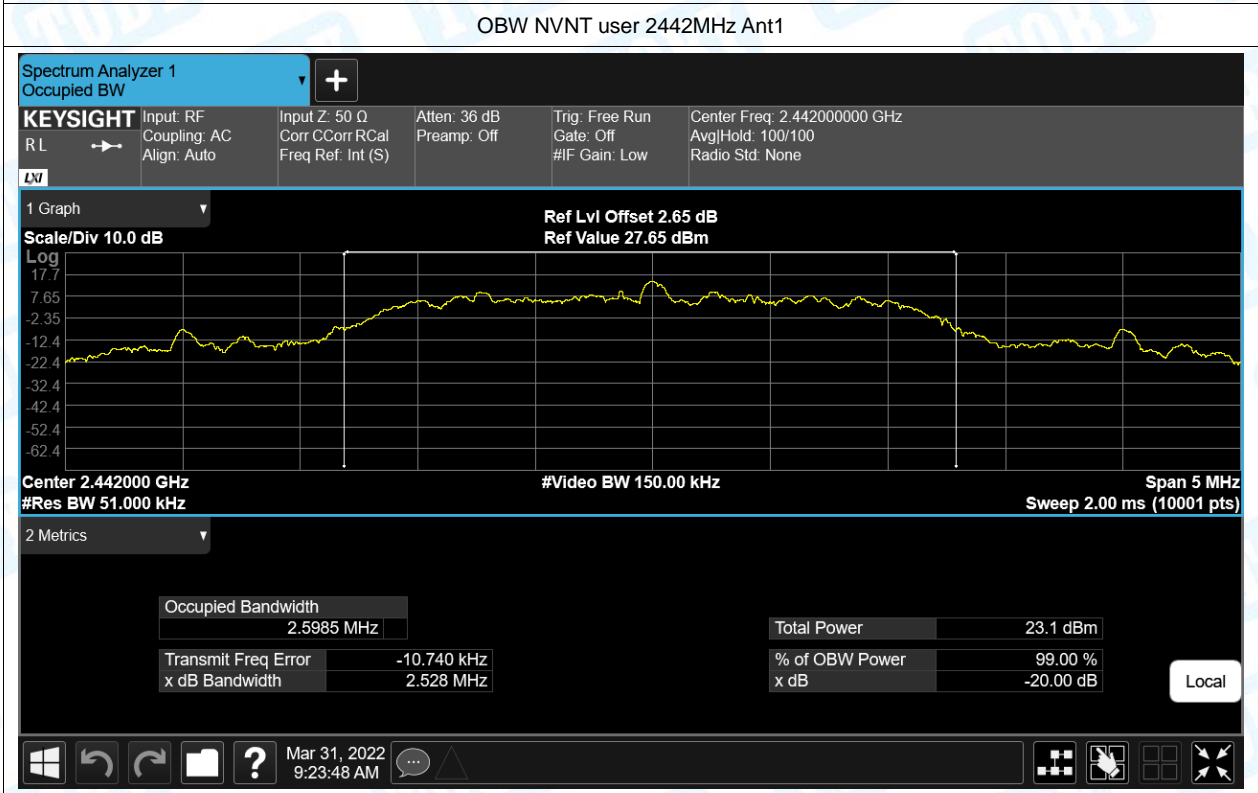 OBW NVNT user 2442MHz Ant1
Spectrum Analyzer 1
Occupied BW
KEYSIGHT
R L
LXI
Input: RF
Coupling: AC
Align: Auto
Input Z: 50 Ω
Corr CCorr RCal
Freq Ref: Int (S)
Atten: 36 dB
Preamp: Off
Trig: Free Run
Gate: Off
#IF Gain: Low
Center Freq: 2.442000000 GHz
Avg|Hold: 100/100
Radio Std: None
1 Graph
Scale/Div 10.0 dB
Ref Lvl Offset 2.65 dB
Ref Value 27.65 dBm
Log
17.7
7.65
-2.35
-12.4
-22.4
-32.4
-42.4
-52.4
-62.4
Center 2.442000 GHz
#Res BW 51.000 kHz
#Video BW 150.00 kHz
Span 5 MHz
Sweep 2.00 ms (10001 pts)
2 Metrics
Occupied Bandwidth
2.5985 MHz
Transmit Freq Error -10.740 kHz
x dB Bandwidth 2.528 MHz
Total Power 23.1 dBm
% of OBW Power 99.00 %
x dB -20.00 dB
Local
?
Mar 31, 2022
9:23:48 AM
TOBY